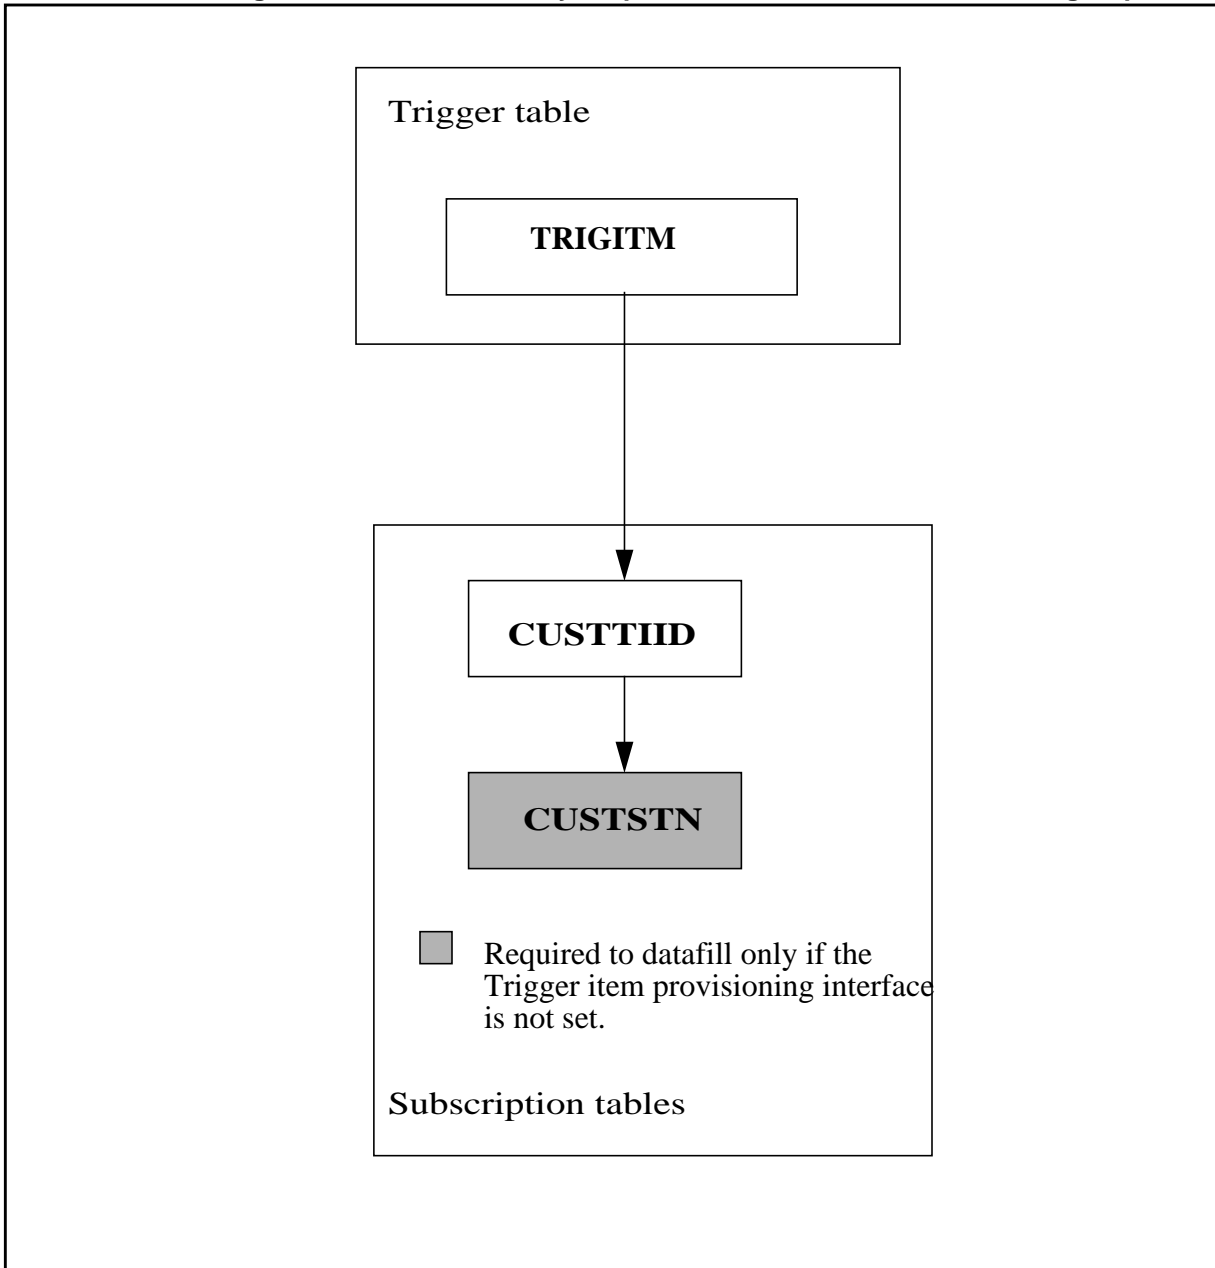 Trigger table
TRIGITM
CUSTTIID
CUSTSTN
Required to datafill only if the
Trigger item provisioning interface
is not set.
Subscription tables